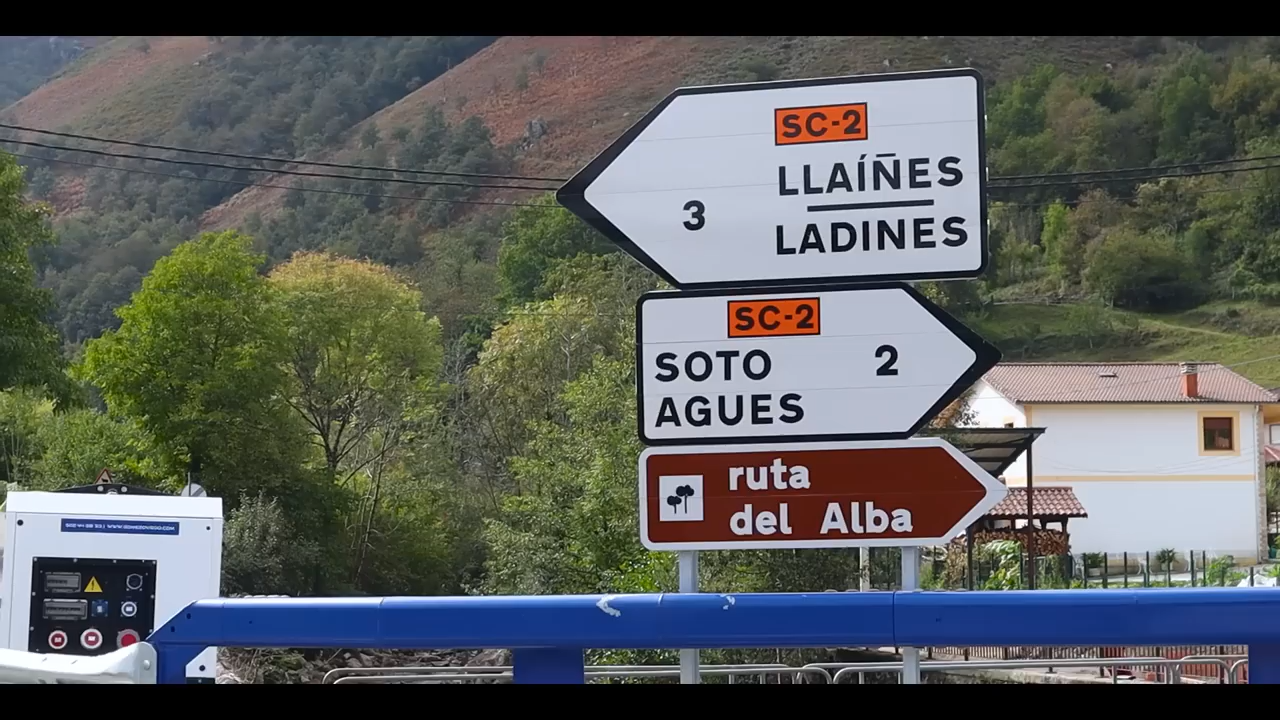 SC-2
LLAÍÑES
3
LADINES
SC-2
SOTO 2
AGUES
ruta
del Alba